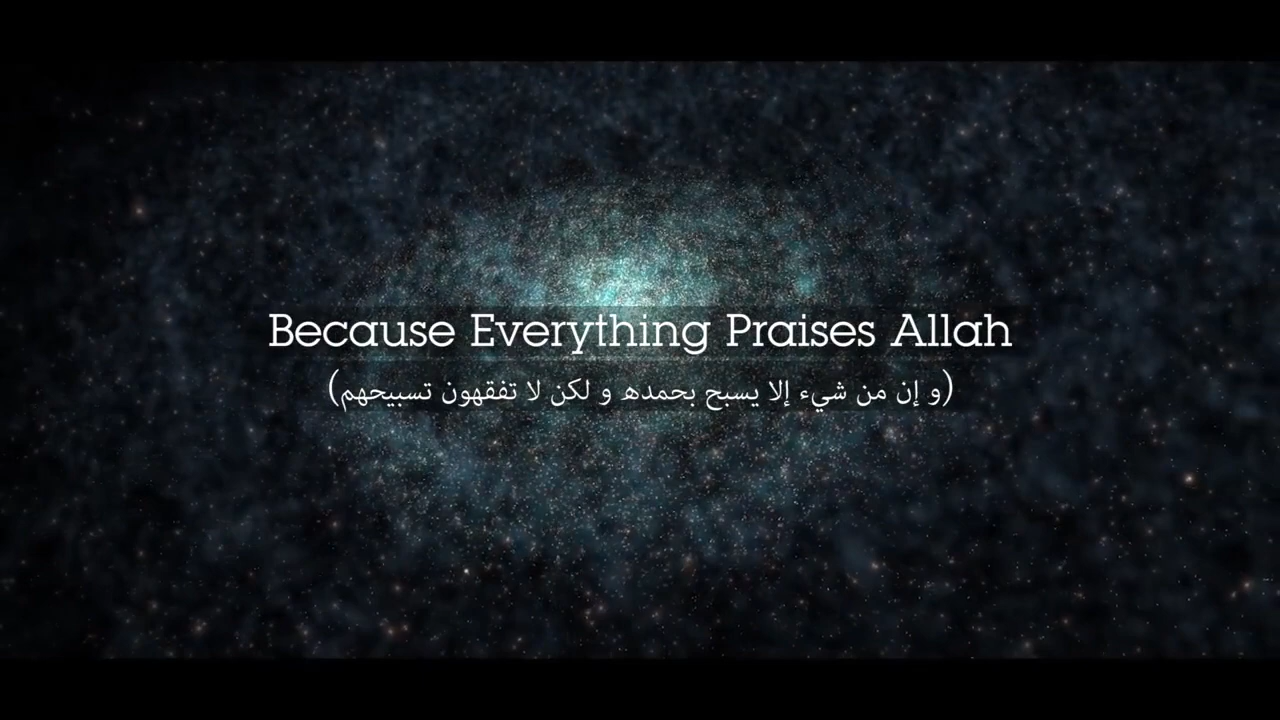 Because Everything Praises Allah
(و إن من شيء إلا يسبح بحمده و لكن لا تفقهون تسبيحهم)